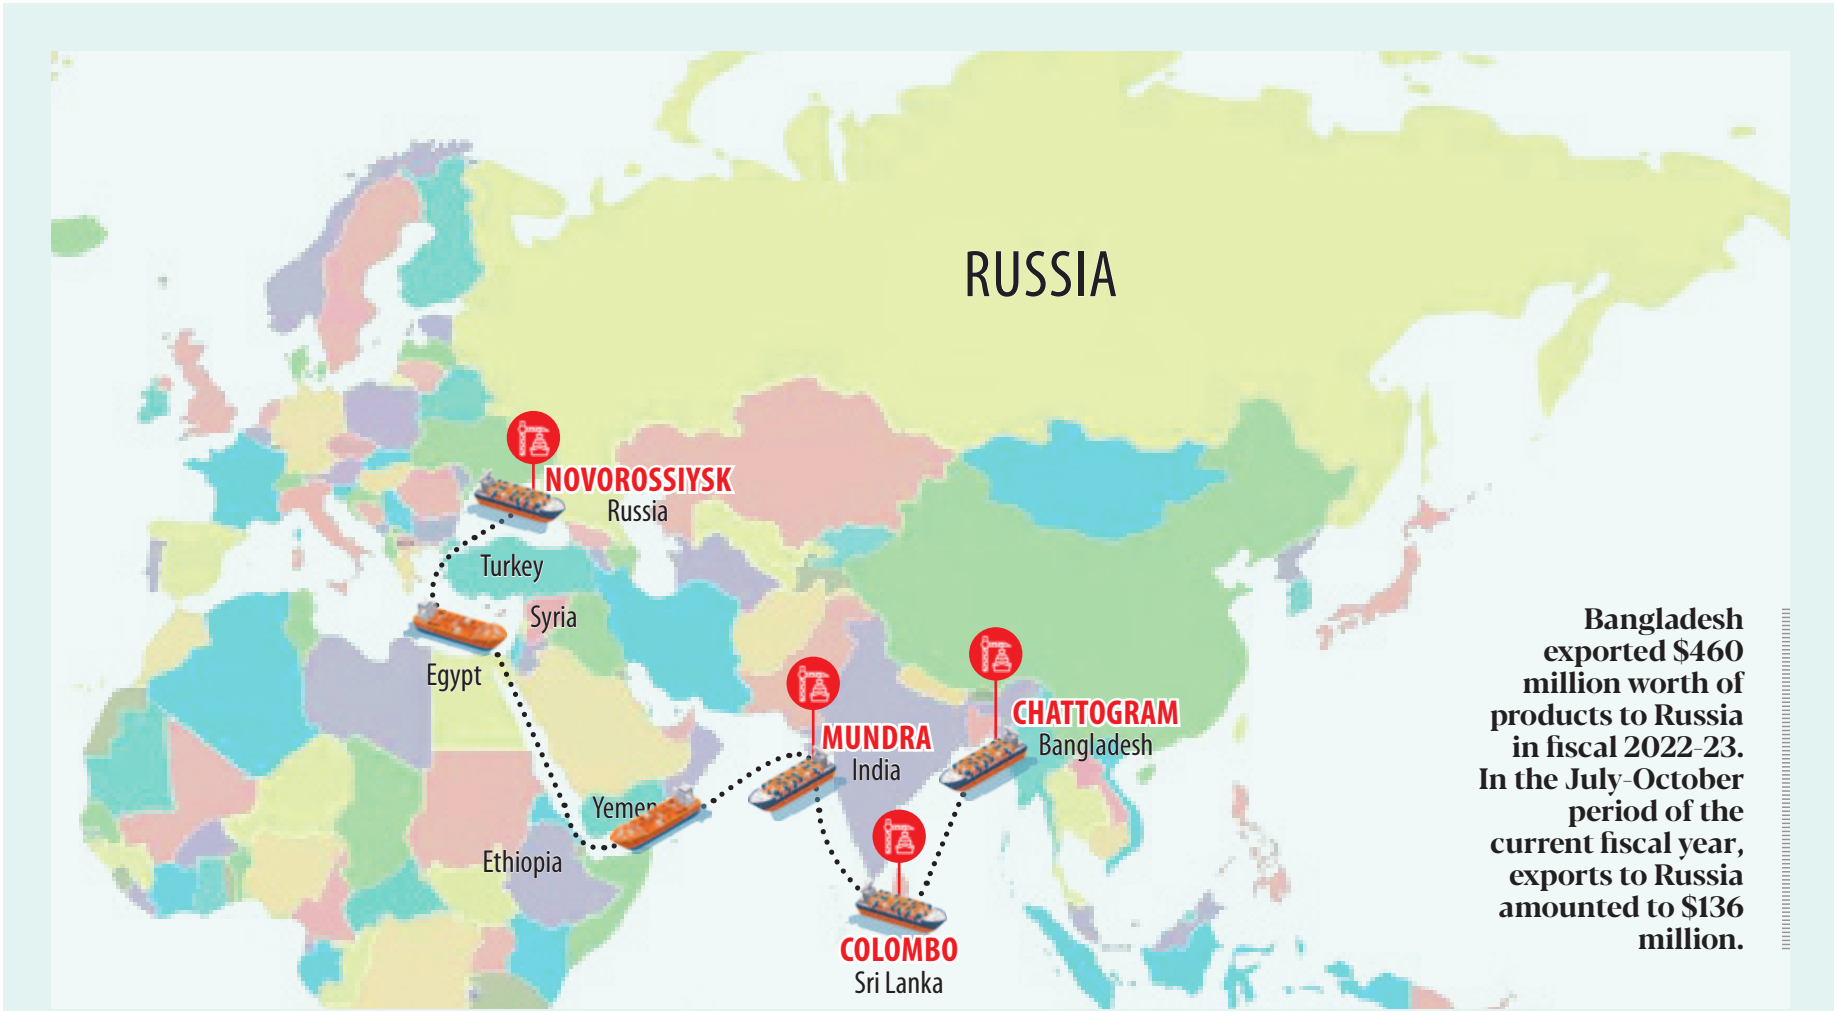 RUSSIA
NOVOROSSIYSK
Russia
Turkey
Syria
Egypt
MUNDRA
India
CHATTOGRAM
Bangladesh
Yemen
Ethiopia
COLOMBO
Sri Lanka
Bangladesh
exported $460
million worth of
products to Russia
in fiscal 2022-23.
In the July-October
period of the
current fiscal year,
exports to Russia
amounted to $136
million.